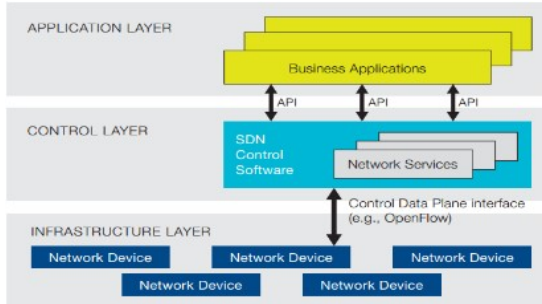 APPLICATION LAYER
Business Applications
API
API
API
CONTROL LAYER
SDN
Control
Software
Network Services
Control Data Plane interface
(e.g., OpenFlow)
INFRASTRUCTURE LAYER
Network Device
Network Device
Network Device
Network Device
Network Device